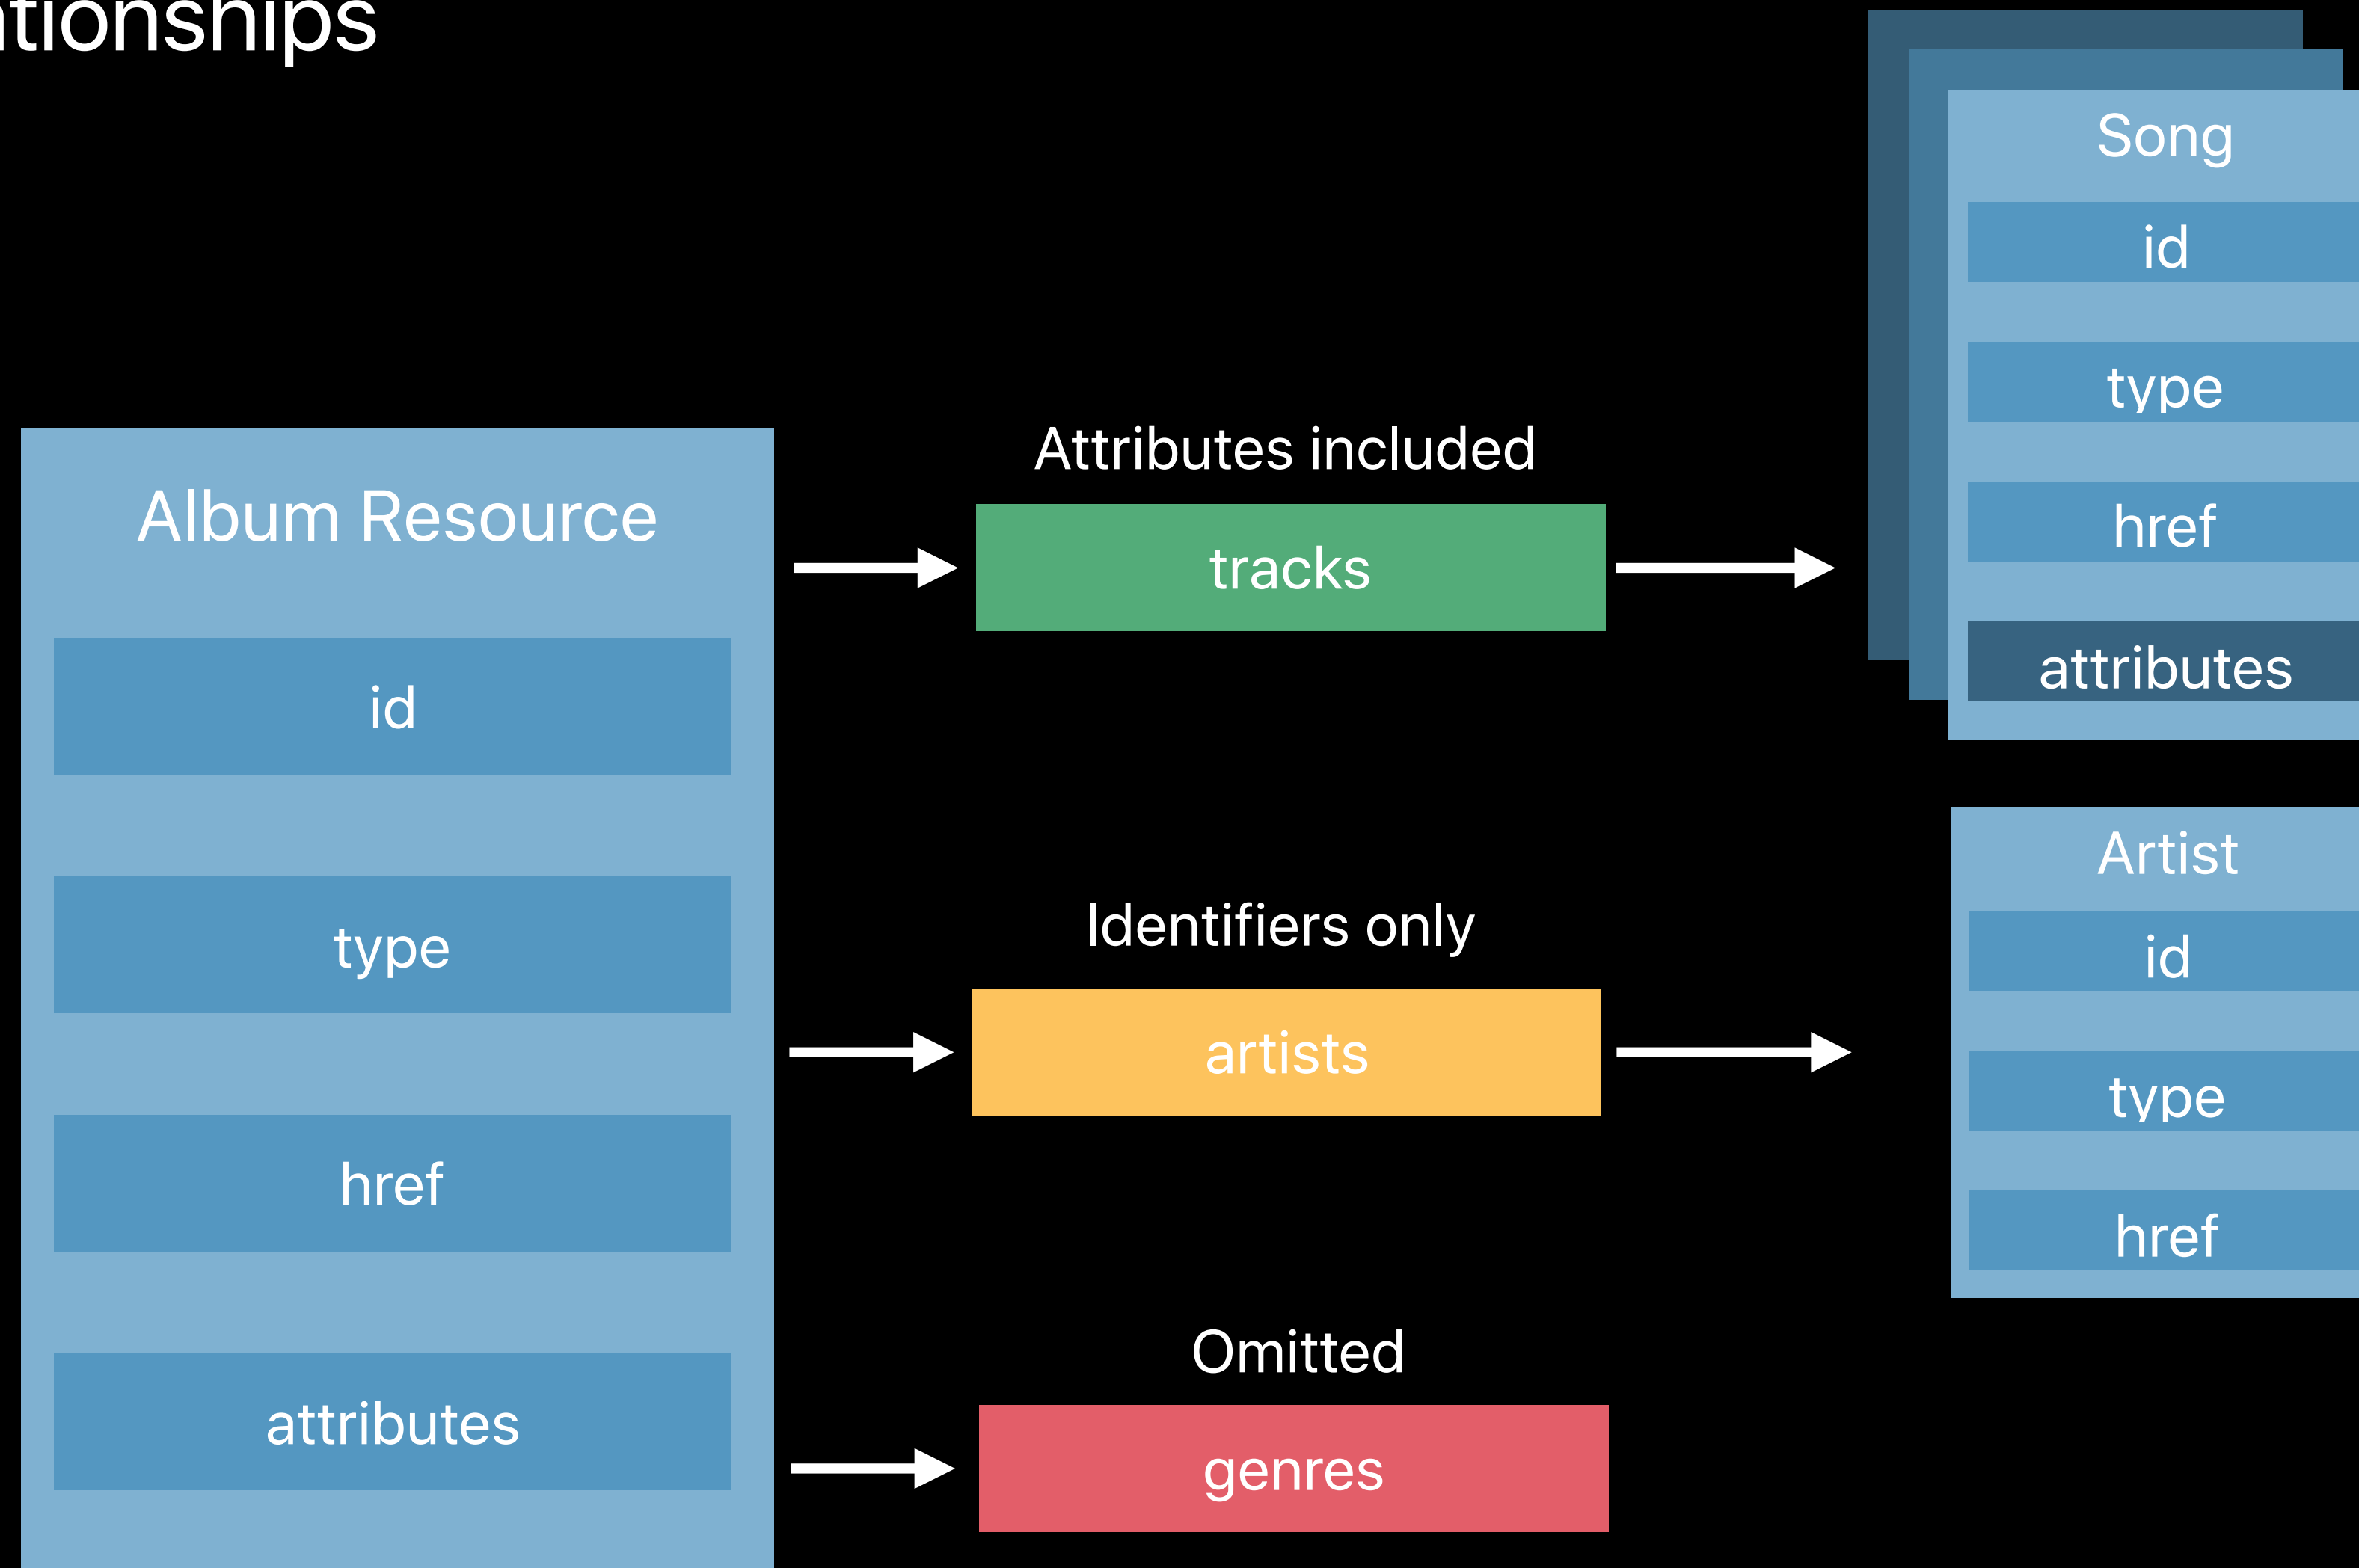 tionships
Album Resource
id
type
href
attributes
Attributes included
tracks
Identifiers only
artists
Omitted
genres
Song
id
type
href
attributes
Artist
id
type
href